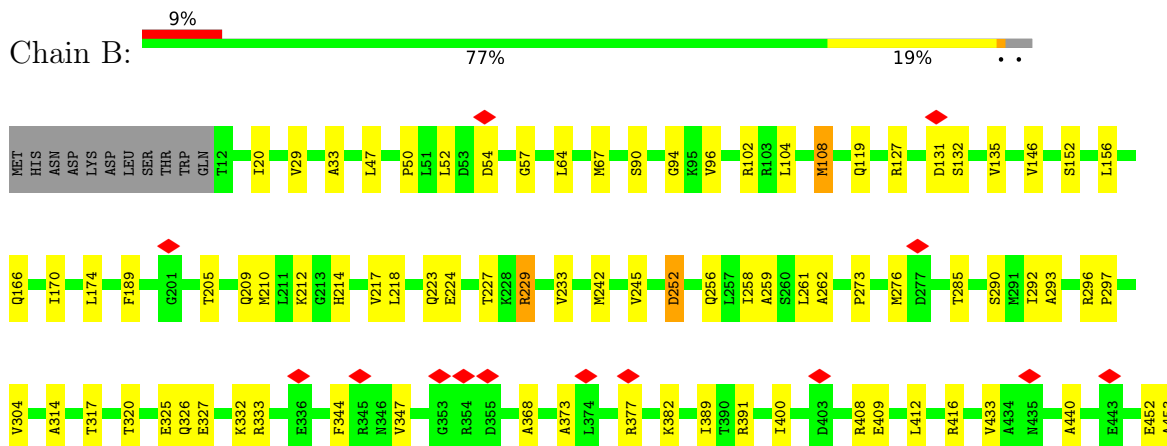 9%
Chain B:
77% 19% • •
MET HIS ASN ASP LYS ASP LEU SER THR TRP GLN T12 I20 V29 A33 L47 P50 L51 L52 D53 D54 G57 L64 M67 S90 G94 K95 V96 R102 R103 L104 M108 Q119 R127 D131 S132 V135 V146 S152 L156
Q166 I170 L174 F189 G201 T205 Q209 M210 L211 K212 G213 H214 V217 L218 Q223 E224 T227 K228 R229 V233 M242 V245 D252 Q256 L257 I258 A259 S260 L261 A262 P273 M276 D277 T285 S290 M291 I292 A293 R296 P297
V304 A314 T317 T320 E325 Q326 E327 K332 R333 E336 F344 R345 N346 V347 G353 R354 D355 A368 A373 L374 R377 K382 I389 T390 R391 I400 D403 R408 E409 L412 R416 V433 A434 N435 A440 E443 E452